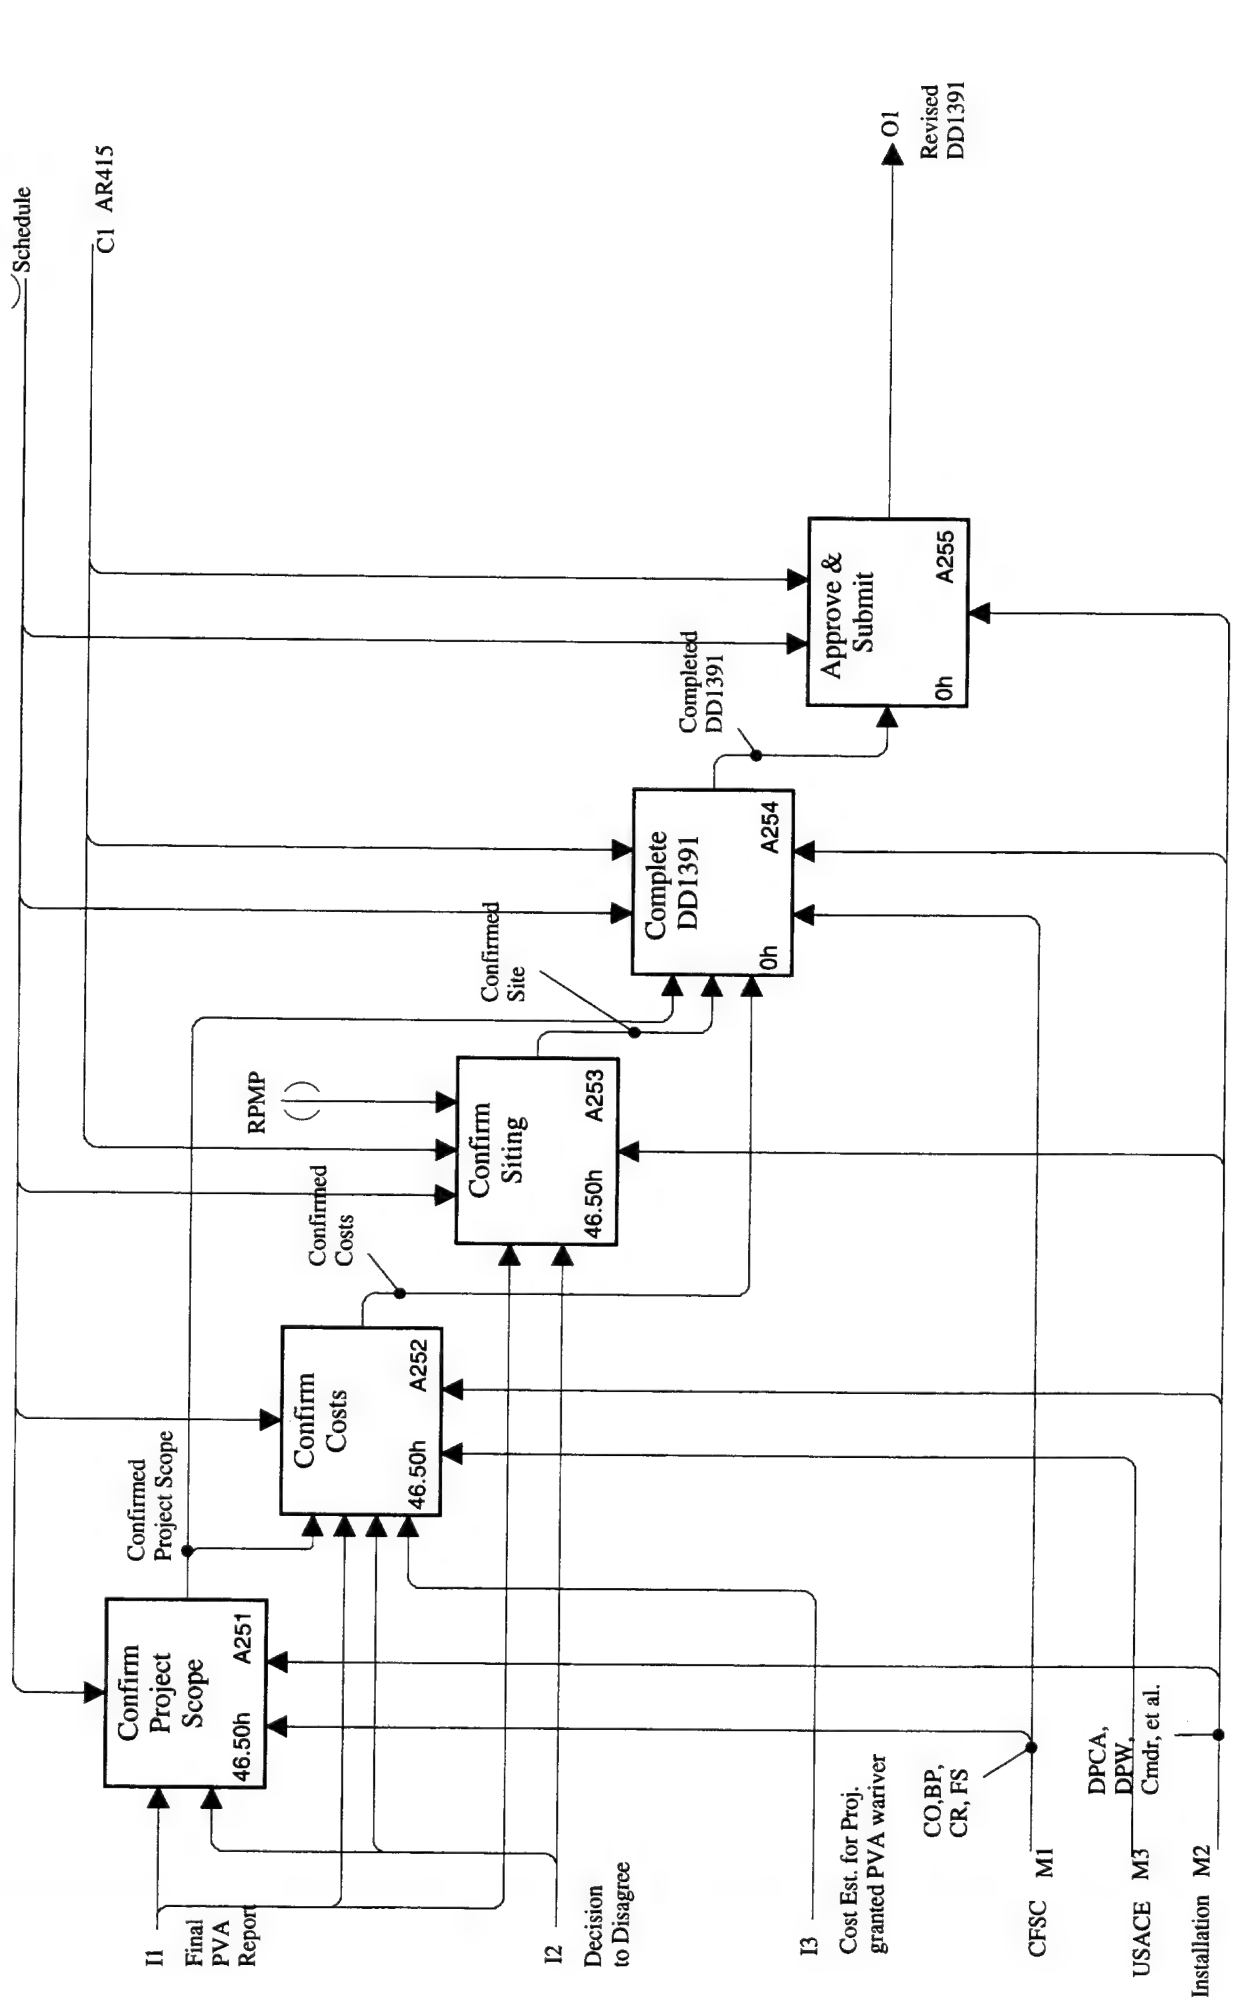 Schedule
C1 AR415
Confirm
Project
Scope
46.50h A251
Confirmed
Project Scope
Confirm
Costs
46.50h A252
Confirmed
Costs
RPMP
Confirm
Siting
46.50h A253
Confirmed
Site
Complete
DD1391
0h A254
Completed
DD1391
Approve &
Submit
0h A255
O1
Revised
DD1391
I1
Final
PVA
Report
I2
Decision
to Disagree
I3
Cost Est. for Proj.
granted PVA wariver
CO,BP,
CR, FS
CFSC M1
DPCA,
DPW,
Cmdr, et al.
USACE M3
Installation M2